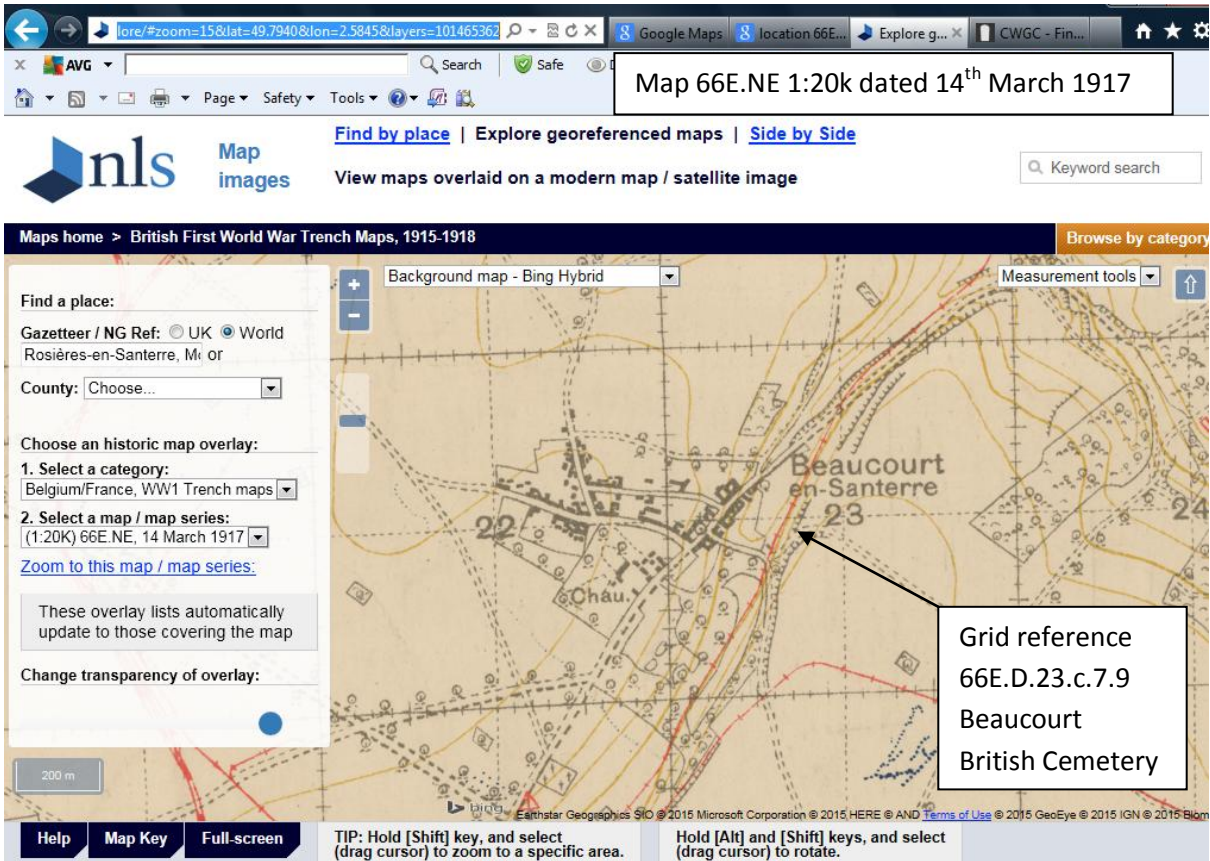 lore/#zoom=15&lat=49.7940&lon=2.5845&layers=101465362
Google Maps
location 66E...
Explore g...
CWGC - Fin...
AVG
Search
Safe
Map 66E.NE 1:20k dated 14th March 1917
Page
Safety
Tools
nls
Map
images
Find by place | Explore georeferenced maps | Side by Side
View maps overlaid on a modern map / satellite image
Keyword search
Maps home > British First World War Trench Maps, 1915-1918
Browse by category
Background map - Bing Hybrid
Measurement tools
Find a place:
Gazetteer / NG Ref: UK World
Rosières-en-Santerre, or
County: Choose...
Choose an historic map overlay:
1. Select a category:
Belgium/France, WW1 Trench maps
2. Select a map / map series:
(1:20K) 66E.NE, 14 March 1917
Zoom to this map / map series:
These overlay lists automatically
update to those covering the map
Change transparency of overlay:
200 m
Beaucourt
en-Santerre
22
23
24
Chau.
Grid reference
66E.D.23.c.7.9
Beaucourt
British Cemetery
bing
Earthstar Geographics SIO © 2015 Microsoft Corporation © 2015 HERE © AND Terms of Use © 2015 GeoEye © 2015 IGN © 2015 Blom
Help
Map Key
Full-screen
TIP: Hold [Shift] key, and select
(drag cursor) to zoom to a specific area.
Hold [Alt] and [Shift] keys, and select
(drag cursor) to rotate.